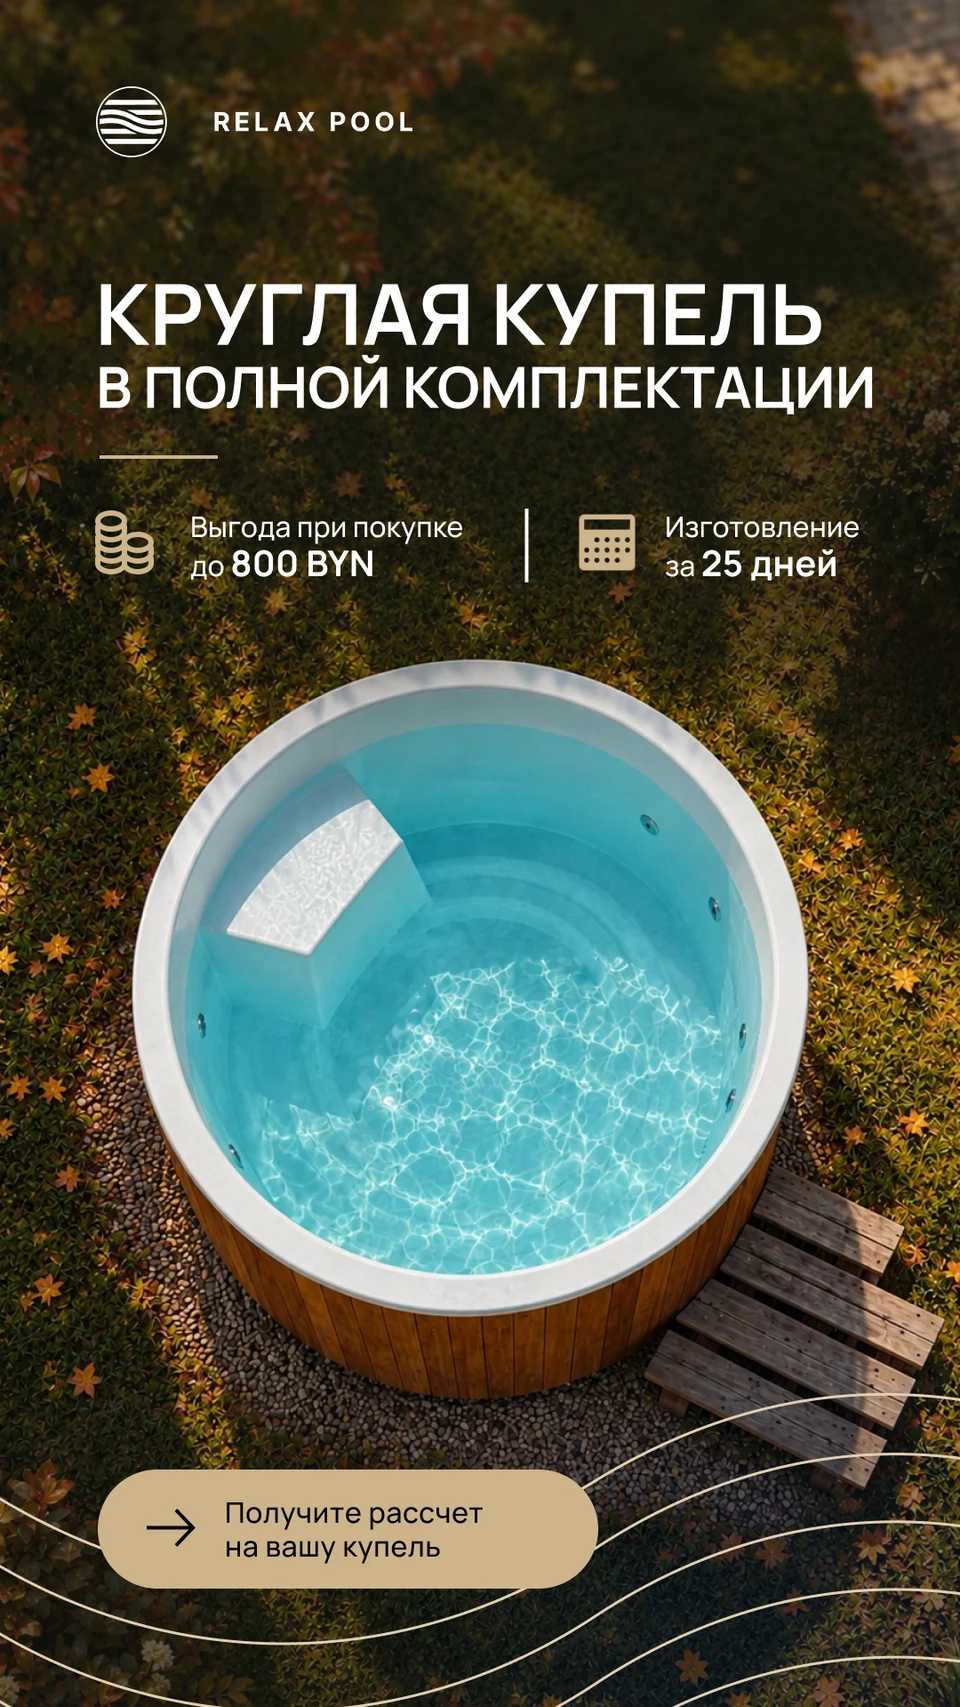 RELAX POOL
КРУГЛАЯ КУПЕЛЬ
В ПОЛНОЙ КОМПЛЕКТАЦИИ
Выгода при покупке
до 800 BYN
Изготовление
за 25 дней
Получите рассчет
на вашу купель